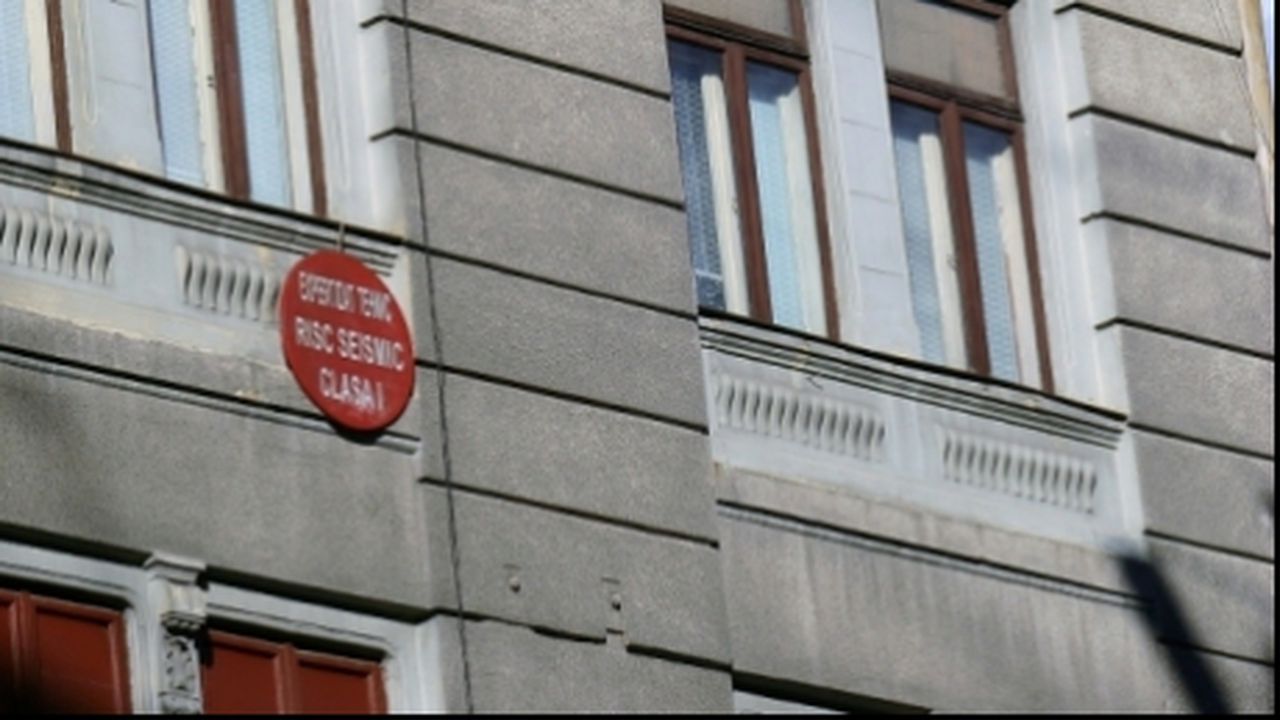 EXPERTIZAT TEHNIC
RISC SEISMIC
CLASA I